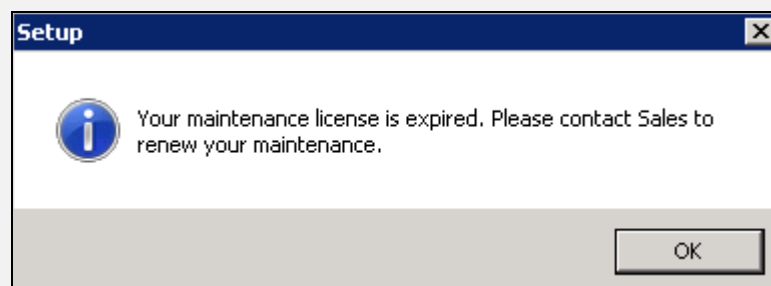 Setup
Your maintenance license is expired. Please contact Sales to
renew your maintenance.
OK